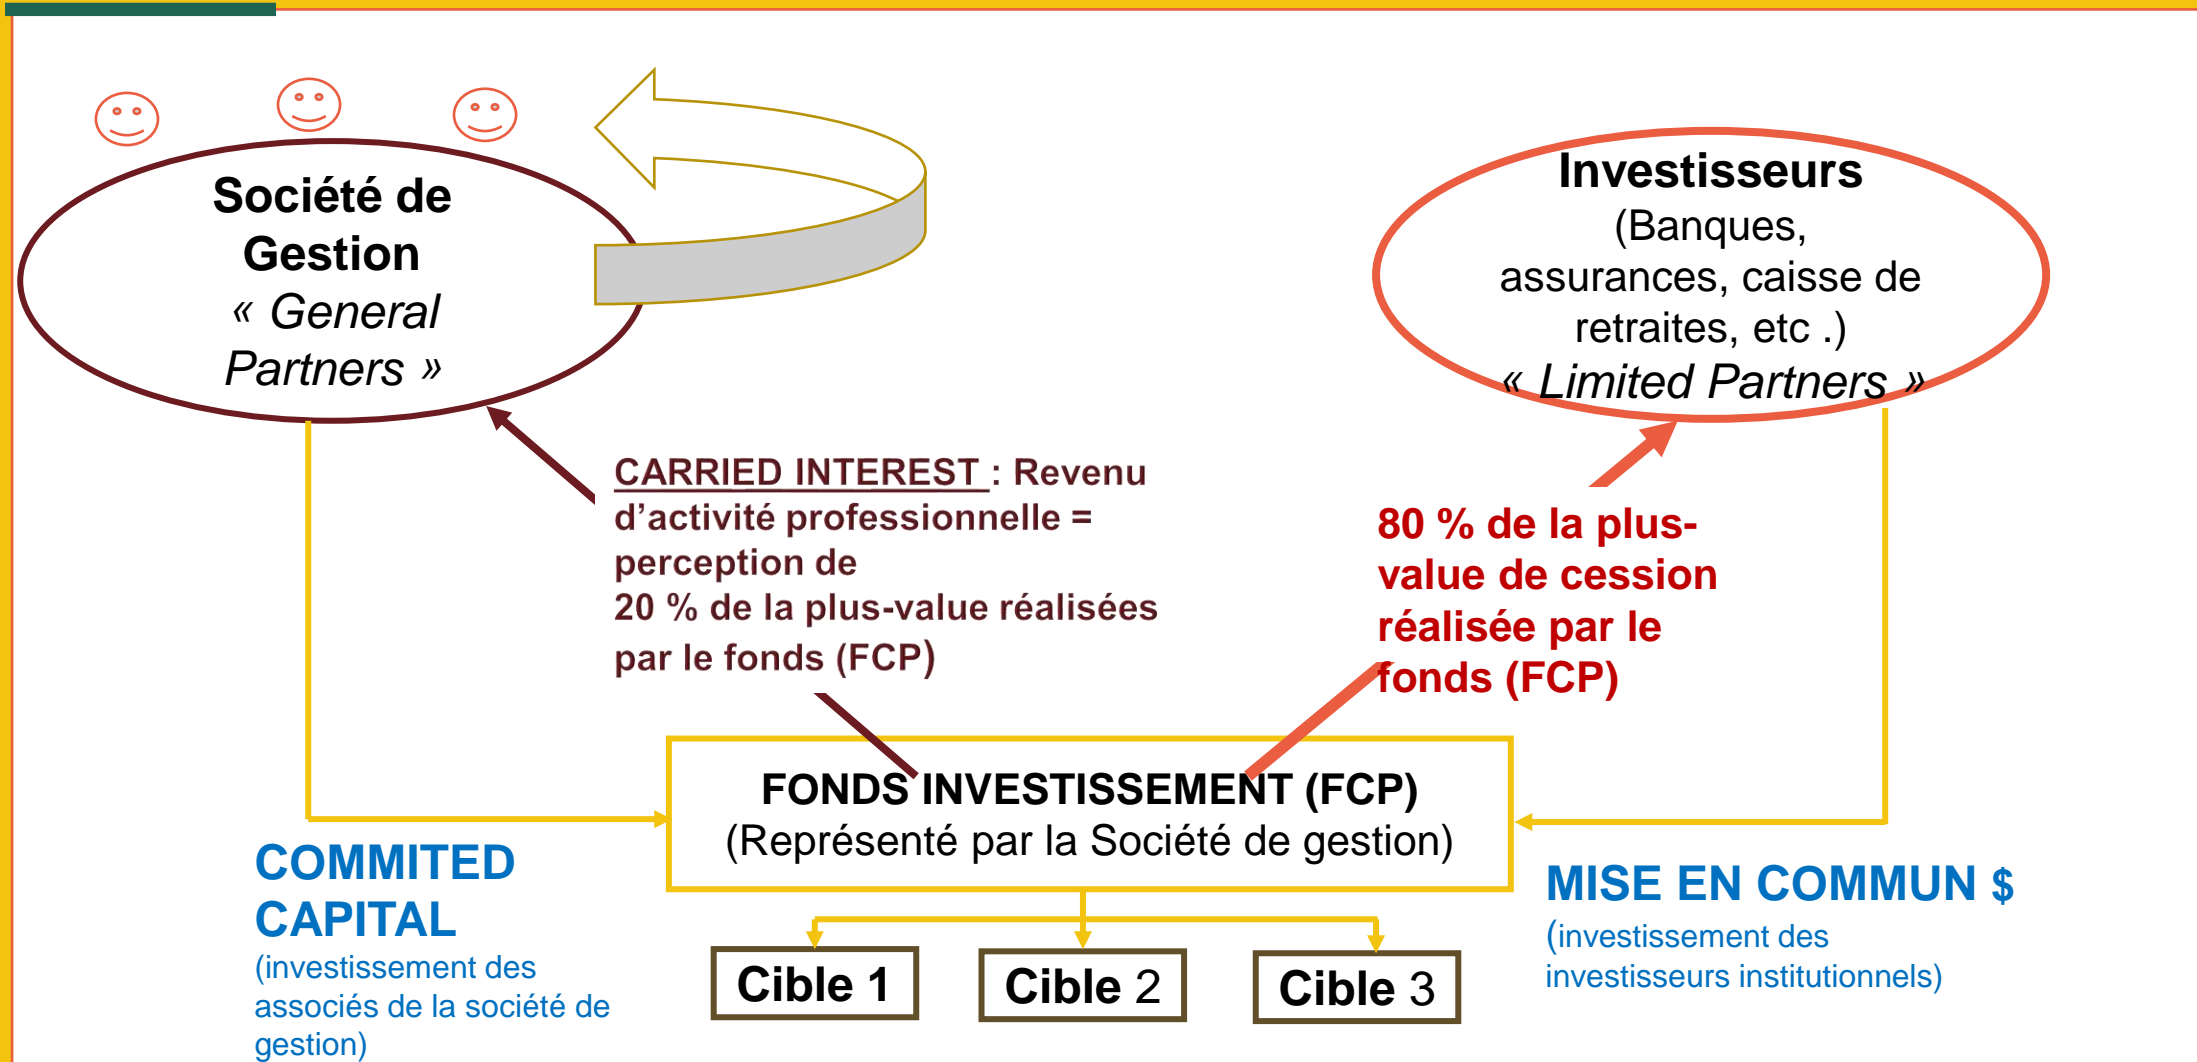 Société de
Gestion
« General
Partners »
Investisseurs
(Banques,
assurances, caisse de
retraites, etc .)
« Limited Partners »
CARRIED INTEREST : Revenu
d’activité professionnelle =
perception de
20 % de la plus-value réalisées
par le fonds (FCP)
80 % de la plus-
value de cession
réalisée par le
fonds (FCP)
FONDS INVESTISSEMENT (FCP)
(Représenté par la Société de gestion)
COMMITED
CAPITAL
(investissement des
associés de la société de
gestion)
MISE EN COMMUN $
(investissement des
investisseurs institutionnels)
Cible 1
Cible 2
Cible 3